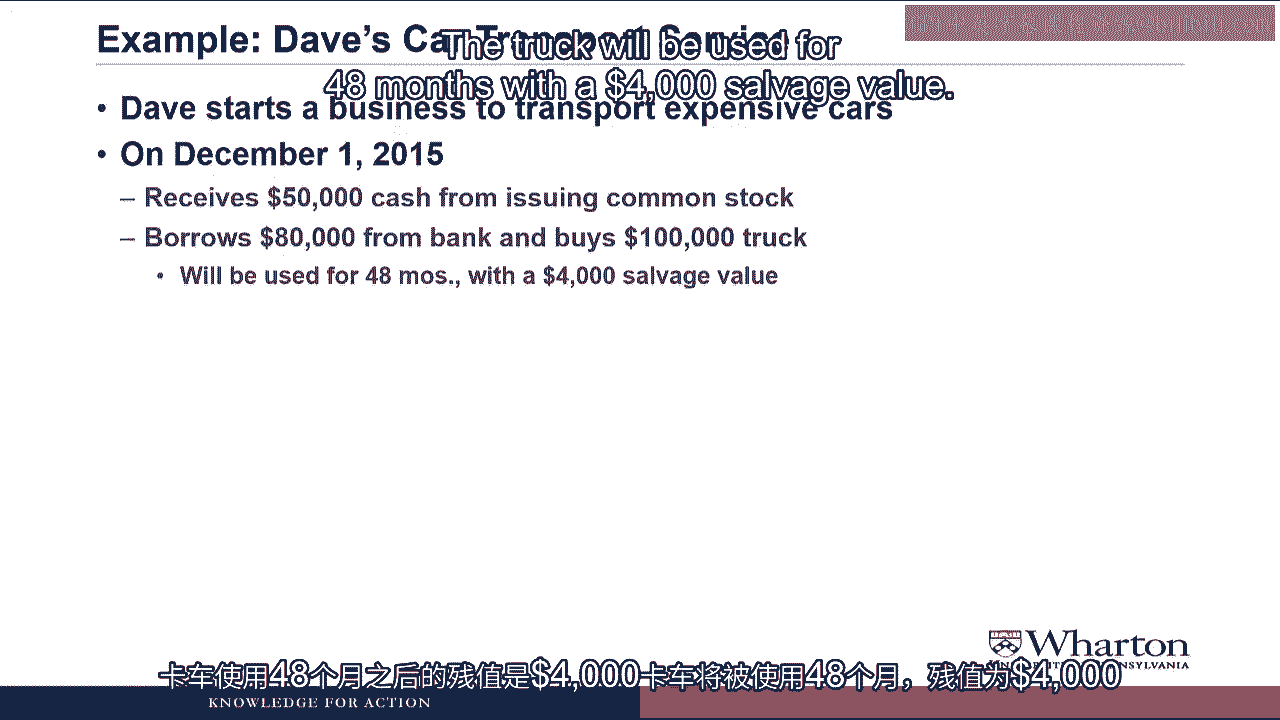 Example: Dave's Car Transport Service
The truck will be used for
48 months with a $4,000 salvage value.
• Dave starts a business to transport expensive cars
• On December 1, 2015
– Receives $50,000 cash from issuing common stock
– Borrows $80,000 from bank and buys $100,000 truck
• Will be used for 48 mos., with a $4,000 salvage value
Wharton
PENNSYLVANIA
卡车使用48个月之后的残值是$4,000卡车将被使用48个月，残值为$4,000
KNOWLEDGE FOR ACTION